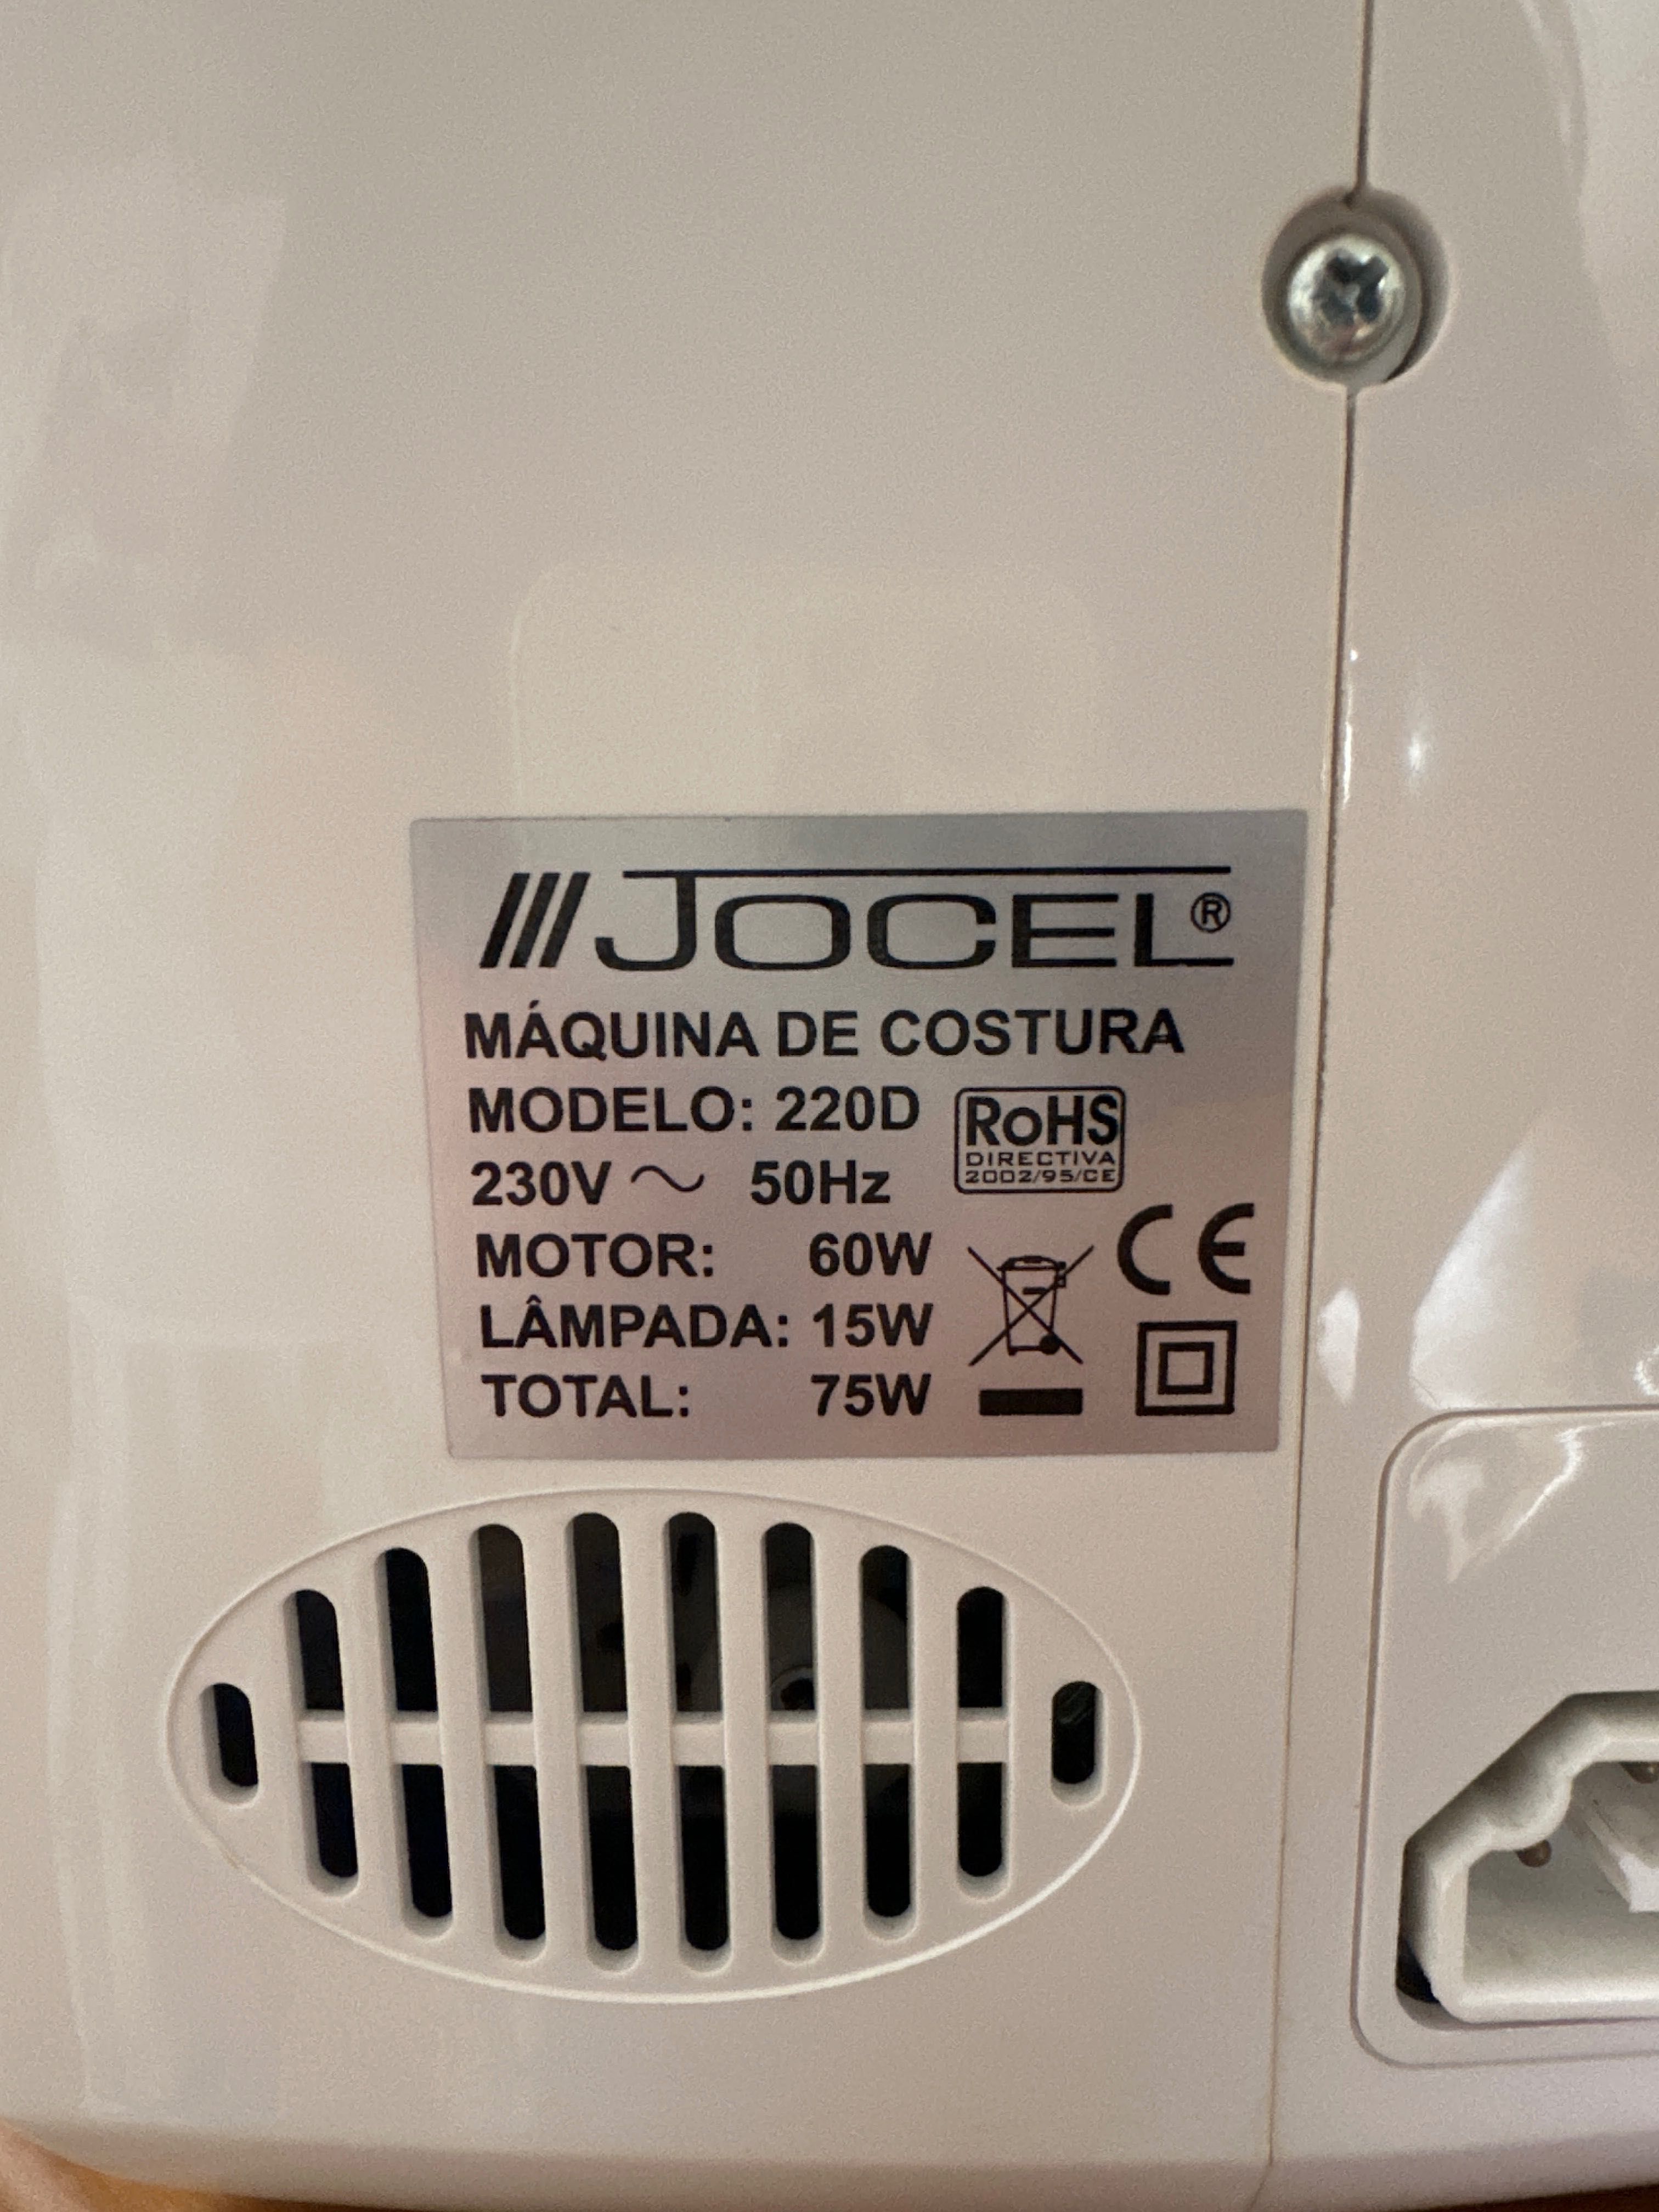 JOCEL®
MÁQUINA DE COSTURA
MODELO: 220D
RoHS
DIRECTIVA
2002/95/CE
230V ~ 50Hz
MOTOR: 60W
LÂMPADA: 15W
TOTAL: 75W
CE